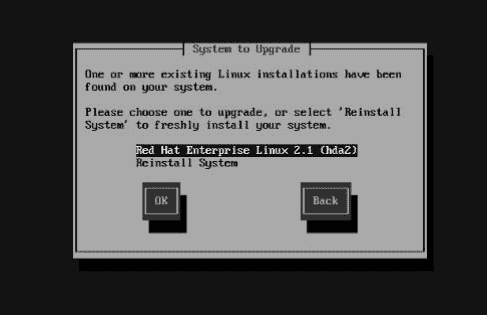 System to Upgrade
One or more existing Linux installations have been
found on your system.
Please choose one to upgrade, or select 'Reinstall
System' to freshly install your system.
Red Hat Enterprise Linux 2.1 (hda2)
Reinstall System
OK
Back